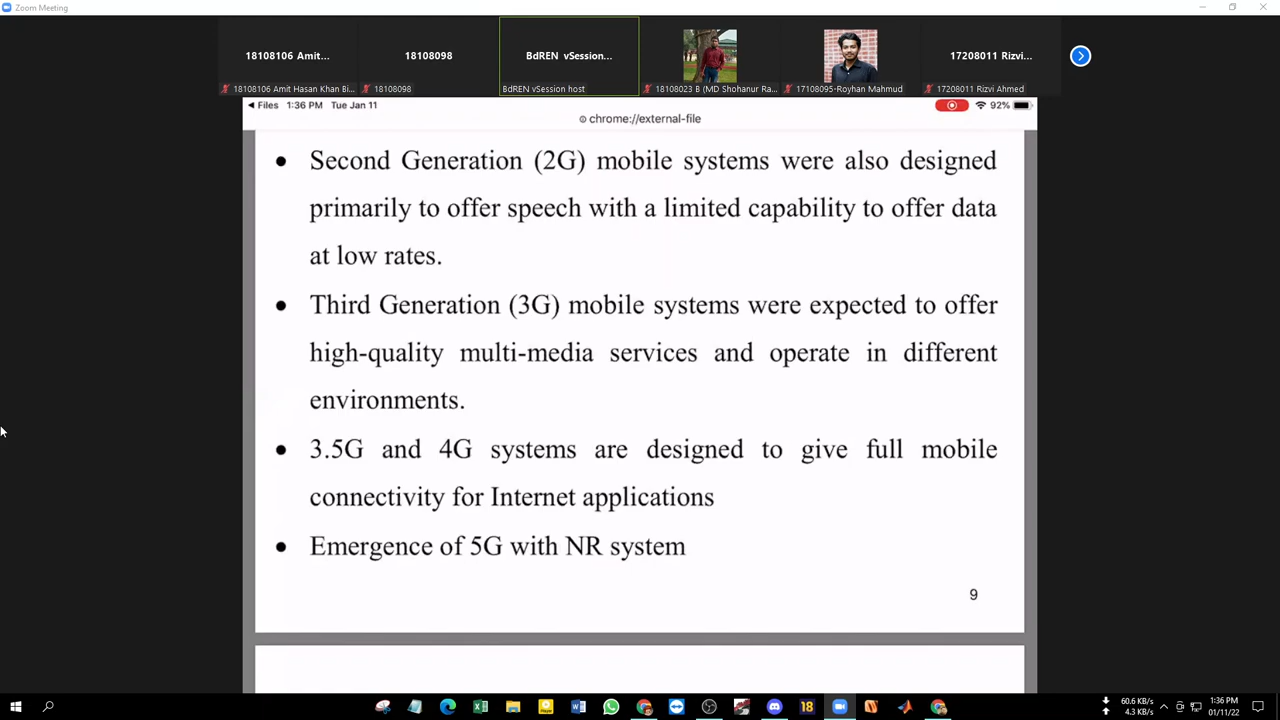 Zoom Meeting
18108106 Amit...
18108098
BdREN vSession...
17208011 Rizvi...
18108106 Amit Hasan Khan Bi...
18108098
BdREN vSession host
18108023 B (MD Shohanur Ra...
17108095-Royhan Mahmud
17208011 Rizvi Ahmed
Files 1:36 PM Tue Jan 11
92%
chrome://external-file
• Second Generation (2G) mobile systems were also designed
primarily to offer speech with a limited capability to offer data
at low rates.
• Third Generation (3G) mobile systems were expected to offer
high-quality multi-media services and operate in different
environments.
• 3.5G and 4G systems are designed to give full mobile
connectivity for Internet applications
• Emergence of 5G with NR system
9
18
60.6 KB/s
4.3 KB/s
1:36 PM
01/11/22